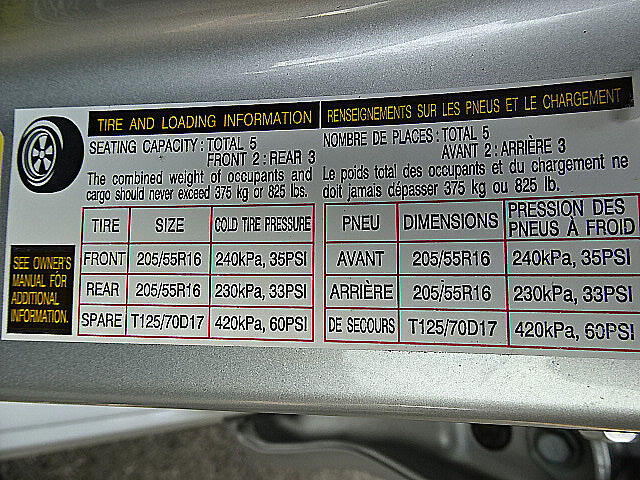 TIRE AND LOADING INFORMATION
SEATING CAPACITY : TOTAL 5
FRONT 2 : REAR 3
The combined weight of occupants and
cargo should never exceed 375 kg or 825 lbs.
TIRE SIZE COLD TIRE PRESSURE
FRONT 205/55R16 240kPa, 35PSI
REAR 205/55R16 230kPa, 33PSI
SPARE T125/70D17 420kPa, 60PSI
SEE OWNER'S
MANUAL FOR
ADDITIONAL
INFORMATION.
RENSEIGNEMENTS SUR LES PNEUS ET LE CHARGEMENT
NOMBRE DE PLACES : TOTAL 5
AVANT 2 : ARRIÈRE 3
Le poids total des occupants et du chargement ne
doit jamais dépasser 375 kg ou 825 lb.
PNEU DIMENSIONS PRESSION DES
PNEUS À FROID
AVANT 205/55R16 240kPa, 35PSI
ARRIÈRE 205/55R16 230kPa, 33PSI
DE SECOURS T125/70D17 420kPa, 60PSI